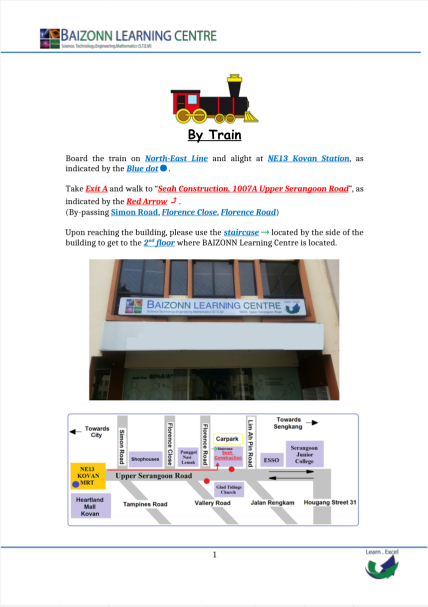 BAIZONN LEARNING CENTRE
Science.Technology.Engineering.Mathematics (S.T.E.M)
By Train
Board the train on North-East Line and alight at NE13 Kovan Station, as
indicated by the Blue dot.
Take Exit A and walk to “Seah Construction, 1007A Upper Serangoon Road”, as
indicated by the Red Arrow.
(By-passing Simon Road, Florence Close, Florence Road)
Upon reaching the building, please use the staircase → located by the side of the
building to get to the 2nd floor where BAIZONN Learning Centre is located.
BAIZONN LEARNING CENTRE
Towards
City
Simon Road
Shophouses
Florence Close
Punggol
Nasi
Lemak
Florence Road
Carpark
Seah
Construction
Lim Ah Pin Road
Towards
Sengkang
ESSO
Serangoon
Junior
College
NE13
KOVAN
MRT
Upper Serangoon Road
Heartland
Mall
Kovan
Tampines Road
Glad Tidings
Church
Vallery Road
Jalan Rengkam
Hougang Street 31
1
Learn . Excel